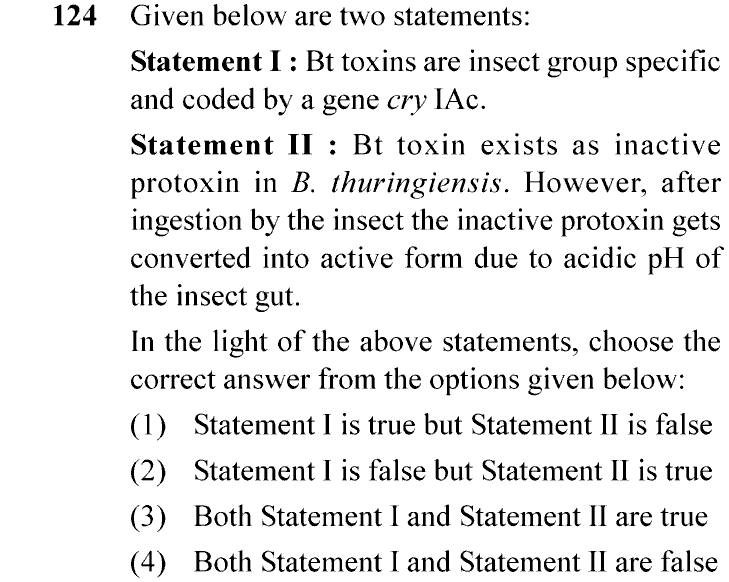 124 Given below are two statements:
Statement I : Bt toxins are insect group specific
and coded by a gene cry IAc.
Statement II : Bt toxin exists as inactive
protoxin in B. thuringiensis. However, after
ingestion by the insect the inactive protoxin gets
converted into active form due to acidic pH of
the insect gut.
In the light of the above statements, choose the
correct answer from the options given below:
(1) Statement I is true but Statement II is false
(2) Statement I is false but Statement II is true
(3) Both Statement I and Statement II are true
(4) Both Statement I and Statement II are false